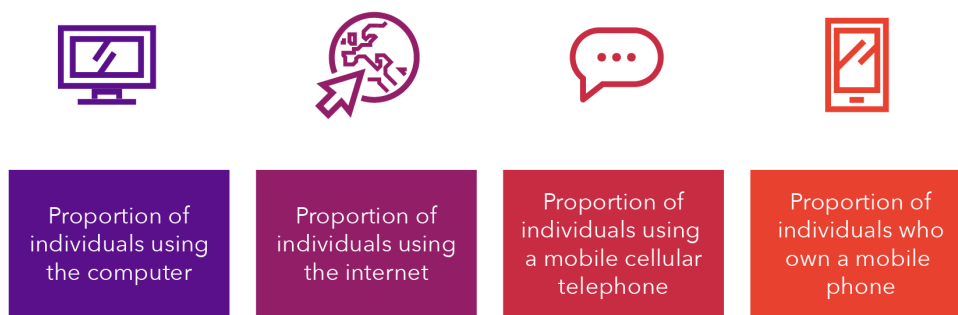 Proportion of
individuals using
the computer
Proportion of
individuals using
the internet
Proportion of
individuals using
a mobile cellular
telephone
Proportion of
individuals who
own a mobile
phone